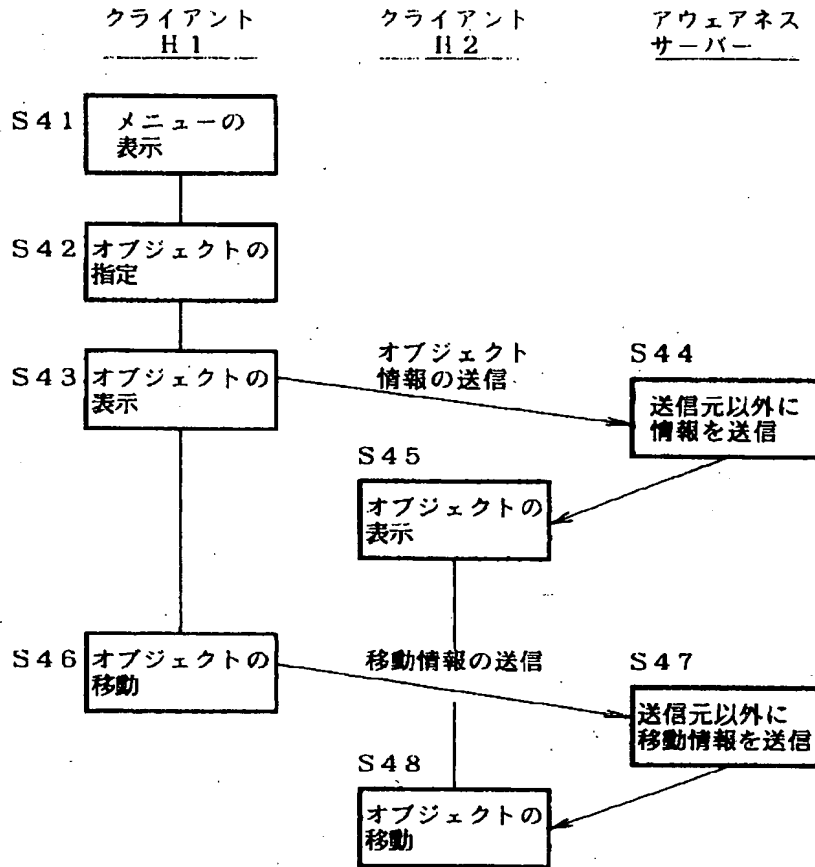 クライアント
H1
クライアント
H2
アウェアネス
サーバー
S41
メニューの
表示
S42
オブジェクトの
指定
S43
オブジェクトの
表示
オブジェクト
情報の送信
S44
送信元以外に
情報を送信
S45
オブジェクトの
表示
S46
オブジェクトの
移動
移動情報の送信
S47
送信元以外に
移動情報を送信
S48
オブジェクトの
移動